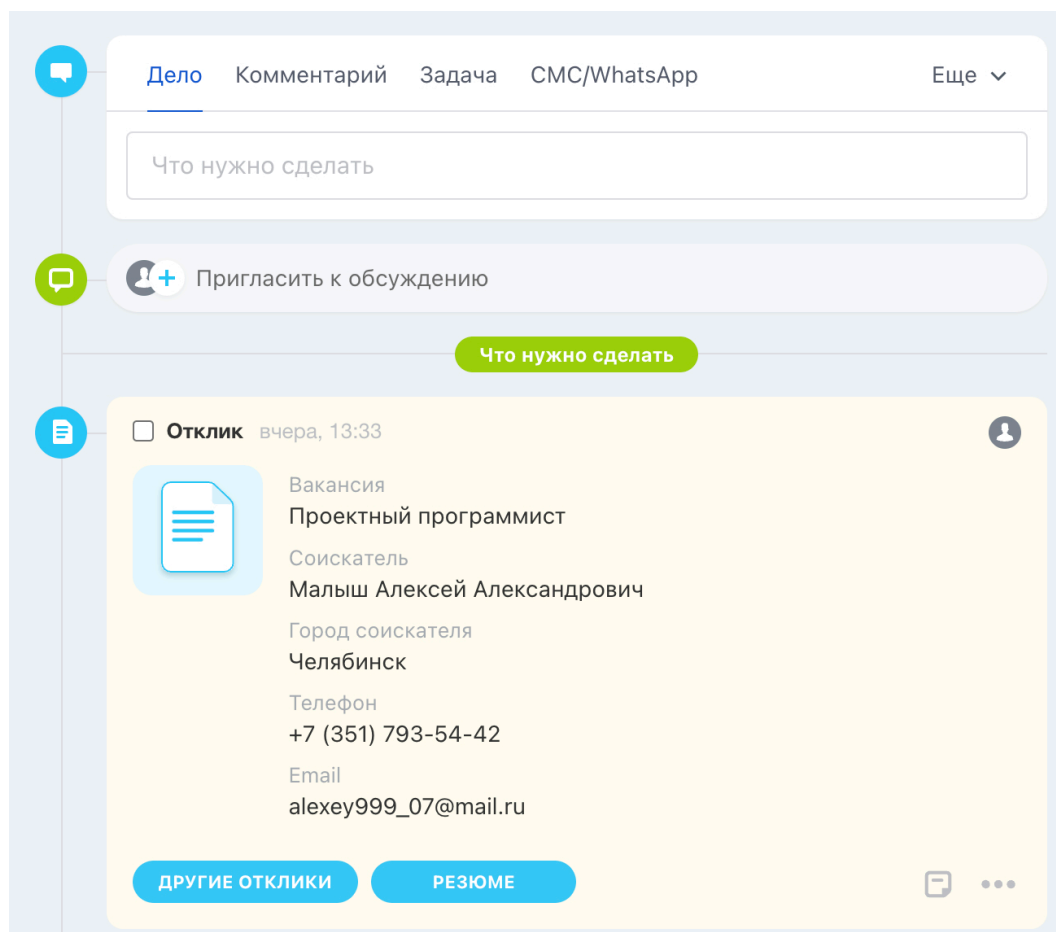 Дело Комментарий Задача СМС/WhatsApp Еще
Что нужно сделать
Пригласить к обсуждению
Что нужно сделать
Отклик вчера, 13:33
Вакансия
Проектный программист
Соискатель
Малыш Алексей Александрович
Город соискателя
Челябинск
Телефон
+7 (351) 793-54-42
Email
alexey999_07@mail.ru
ДРУГИЕ ОТКЛИКИ РЕЗЮМЕ